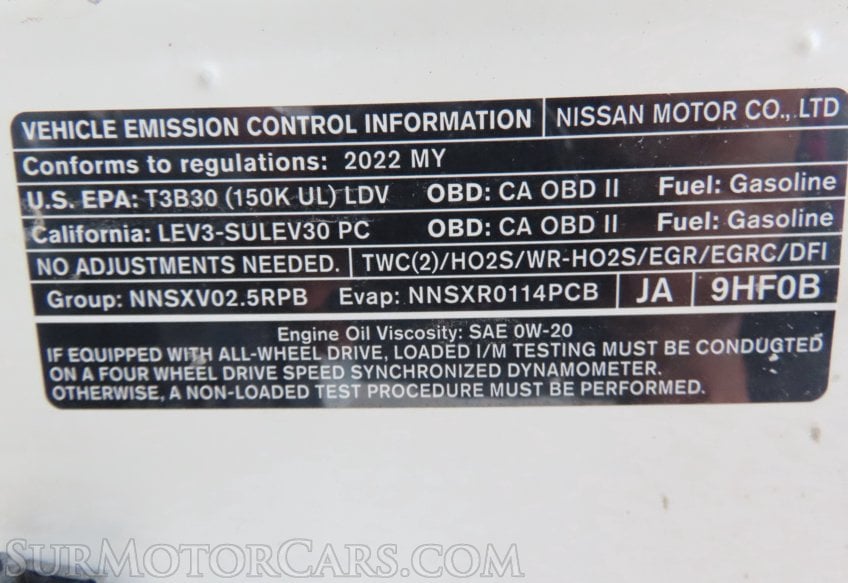 VEHICLE EMISSION CONTROL INFORMATION NISSAN MOTOR CO., LTD
Conforms to regulations: 2022 MY
U.S. EPA: T3B30 (150K UL) LDV OBD: CA OBD II Fuel: Gasoline
California: LEV3-SULEV30 PC OBD: CA OBD II Fuel: Gasoline
NO ADJUSTMENTS NEEDED. TWC(2)/HO2S/WR-HO2S/EGR/EGRC/DFI
Group: NNSXV02.5RPB Evap: NNSXR0114PCB JA 9HF0B
Engine Oil Viscosity: SAE 0W-20
IF EQUIPPED WITH ALL-WHEEL DRIVE, LOADED I/M TESTING MUST BE CONDUCTED
ON A FOUR WHEEL DRIVE SPEED SYNCHRONIZED DYNAMOMETER.
OTHERWISE, A NON-LOADED TEST PROCEDURE MUST BE PERFORMED.
SURMOTORCARS.COM